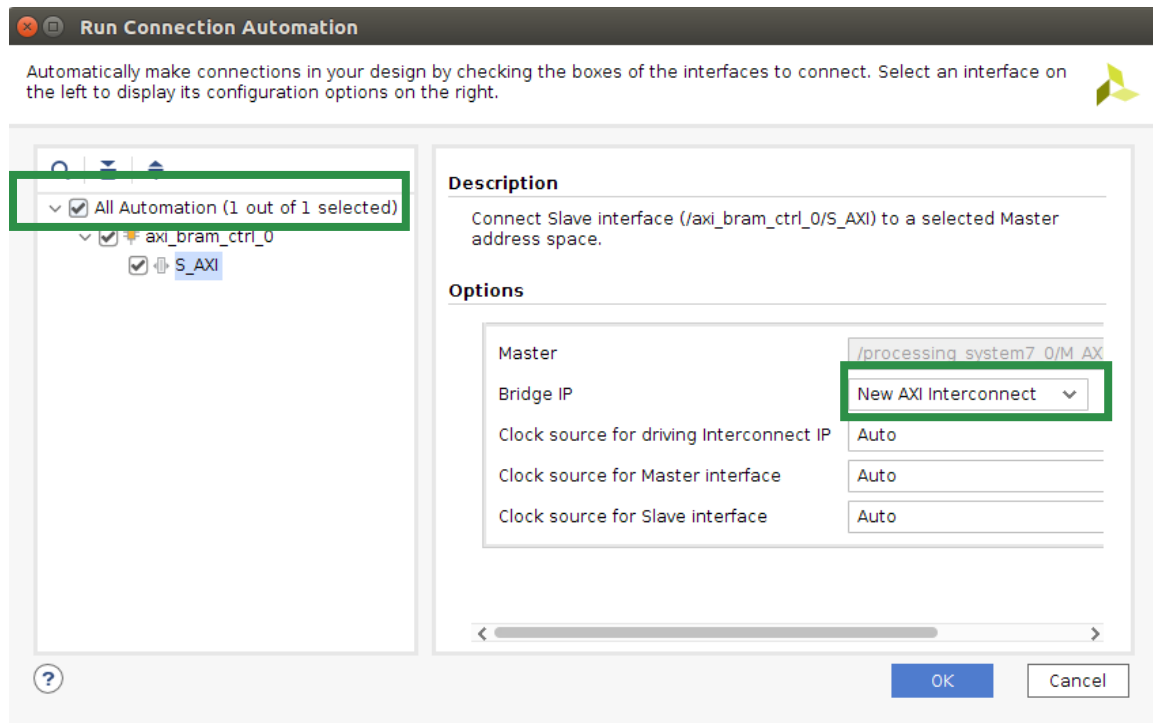 Run Connection Automation
Automatically make connections in your design by checking the boxes of the interfaces to connect. Select an interface on
the left to display its configuration options on the right.
All Automation (1 out of 1 selected)
axi_bram_ctrl_0
S_AXI
Description
Connect Slave interface (/axi_bram_ctrl_0/S_AXI) to a selected Master
address space.
Options
Master /processing_system7_0/M_AX
Bridge IP New AXI Interconnect
Clock source for driving Interconnect IP Auto
Clock source for Master interface Auto
Clock source for Slave interface Auto
? OK Cancel